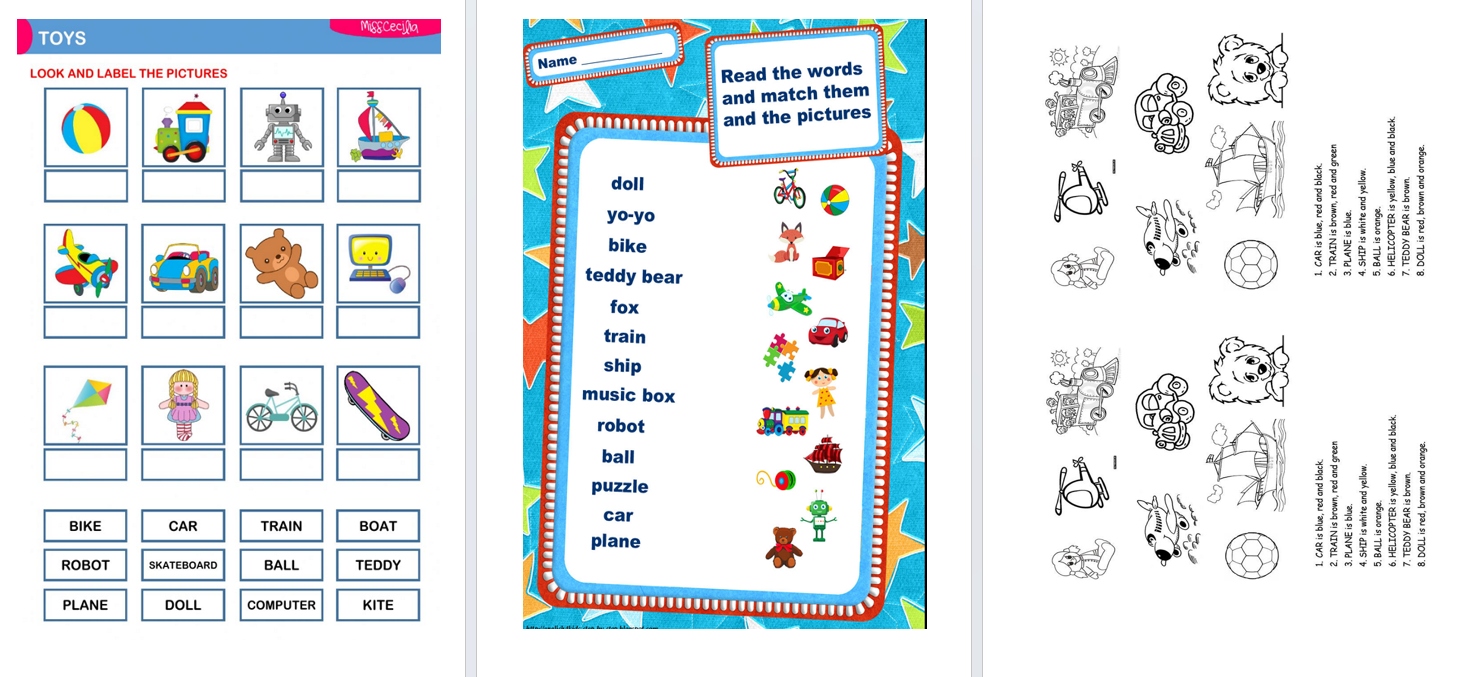 MissCecilia
TOYS
LOOK AND LABEL THE PICTURES
BIKE
CAR
TRAIN
BOAT
ROBOT
SKATEBOARD
BALL
TEDDY
PLANE
DOLL
COMPUTER
KITE
Name ____________
Read the words
and match them
and the pictures
doll
yo-yo
bike
teddy bear
fox
train
ship
music box
robot
ball
puzzle
car
plane
1. CAR is blue, red and black.
2. TRAIN is brown, red and green
3. PLANE is blue.
4. SHIP is white and yellow.
5. BALL is orange.
6. HELICOPTER is yellow, blue and black.
7. TEDDY BEAR is brown.
8. DOLL is red, brown and orange.
1. CAR is blue, red and black.
2. TRAIN is brown, red and green
3. PLANE is blue.
4. SHIP is white and yellow.
5. BALL is orange.
6. HELICOPTER is yellow, blue and black.
7. TEDDY BEAR is brown.
8. DOLL is red, brown and orange.